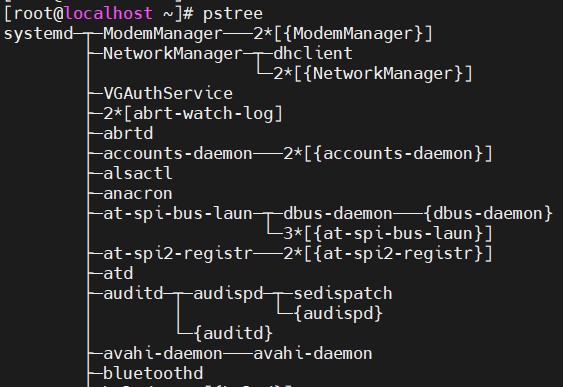 [root@localhost ~]# pstree
systemd─┬─ModemManager───2*[{ModemManager}]
        ├─NetworkManager─┬─dhclient
        │                └─2*[{NetworkManager}]
        ├─VGAuthService
        ├─2*[abrt-watch-log]
        ├─abrtd
        ├─accounts-daemon───2*[{accounts-daemon}]
        ├─alsactl
        ├─anacron
        ├─at-spi-bus-laun─┬─dbus-daemon───{dbus-daemon}
        │                 └─3*[{at-spi-bus-laun}]
        ├─at-spi2-registr───2*[{at-spi2-registr}]
        ├─atd
        ├─auditd─┬─audispd─┬─sedispatch
        │        │         └─{audispd}
        │        └─{auditd}
        ├─avahi-daemon───avahi-daemon
        ├─bluetoothd